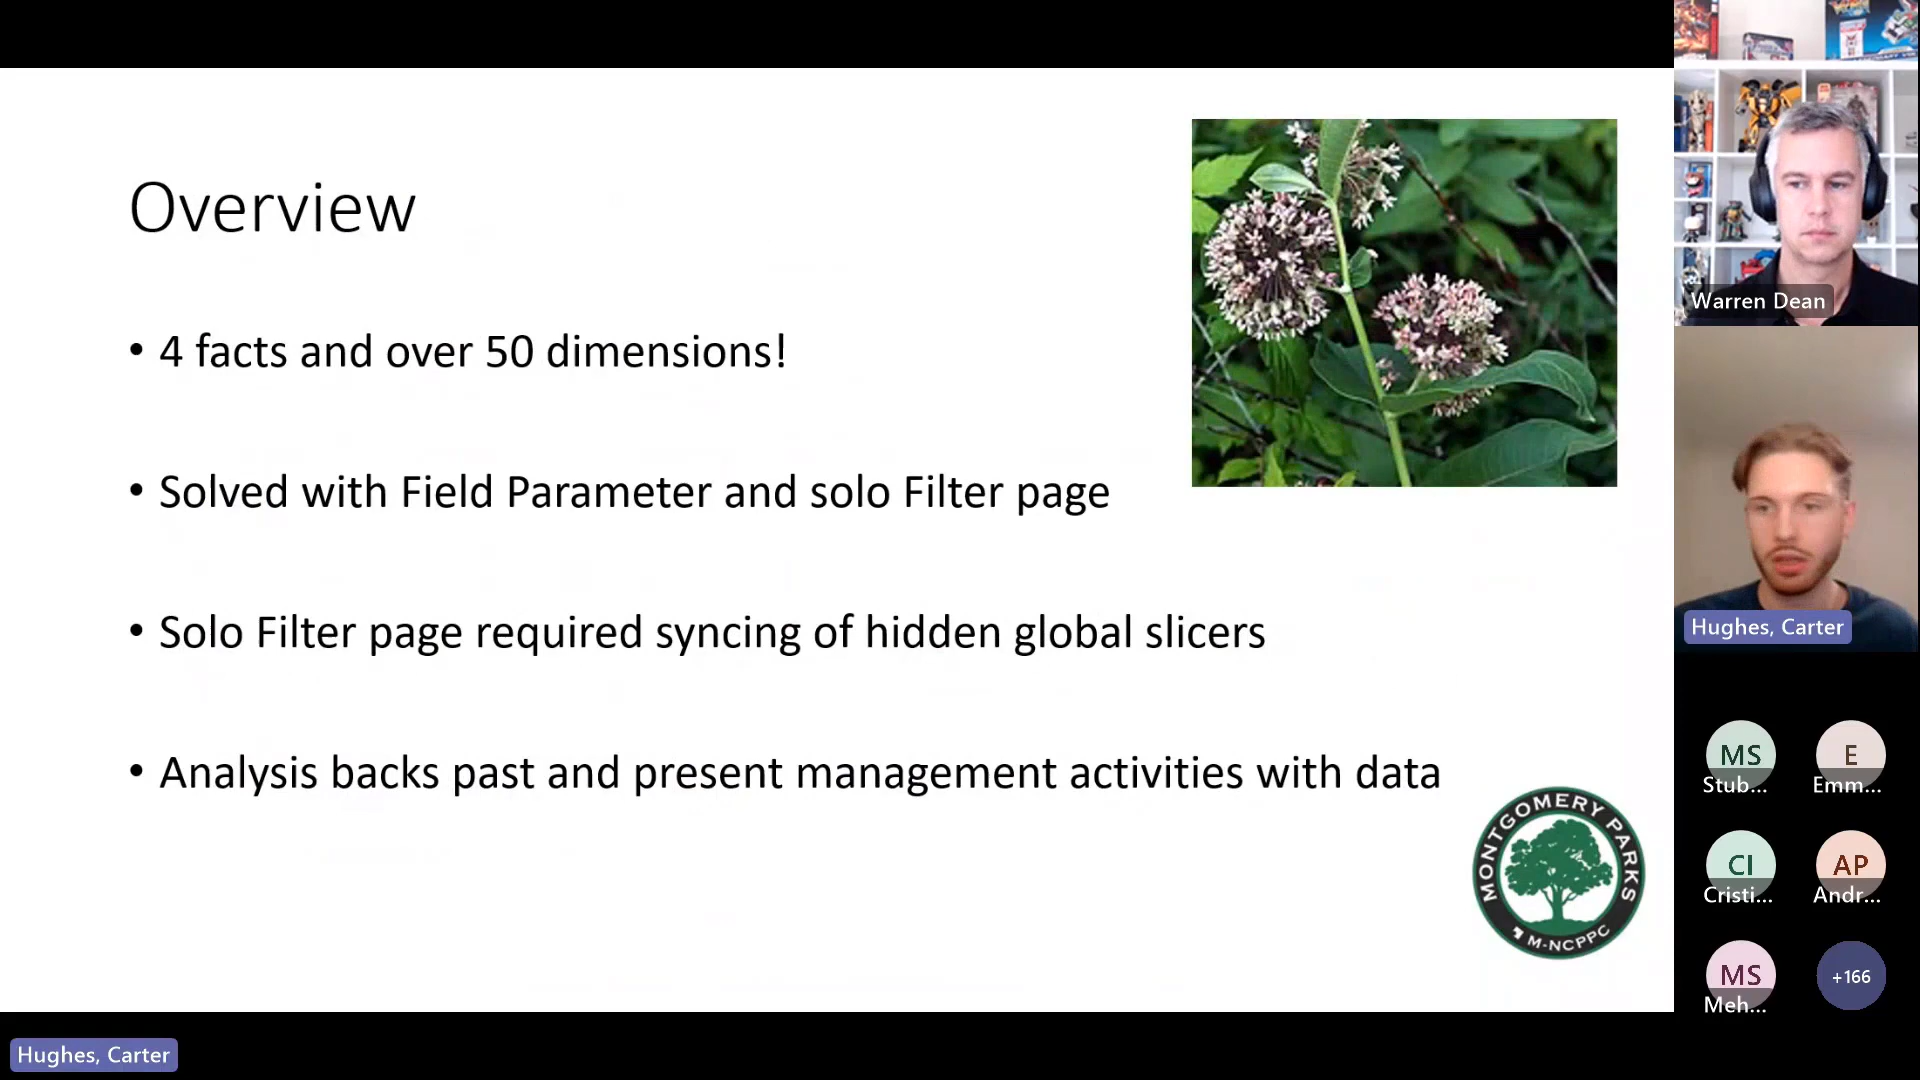 Overview
• 4 facts and over 50 dimensions!
• Solved with Field Parameter and solo Filter page
• Solo Filter page required syncing of hidden global slicers
• Analysis backs past and present management activities with data
MONTGOMERY PARKS
M-NCPPC
Hughes, Carter
Warren Dean
Hughes, Carter
MS
Stub...
E
Emm...
CI
Cristi...
AP
Andr...
MS
Meh...
+166